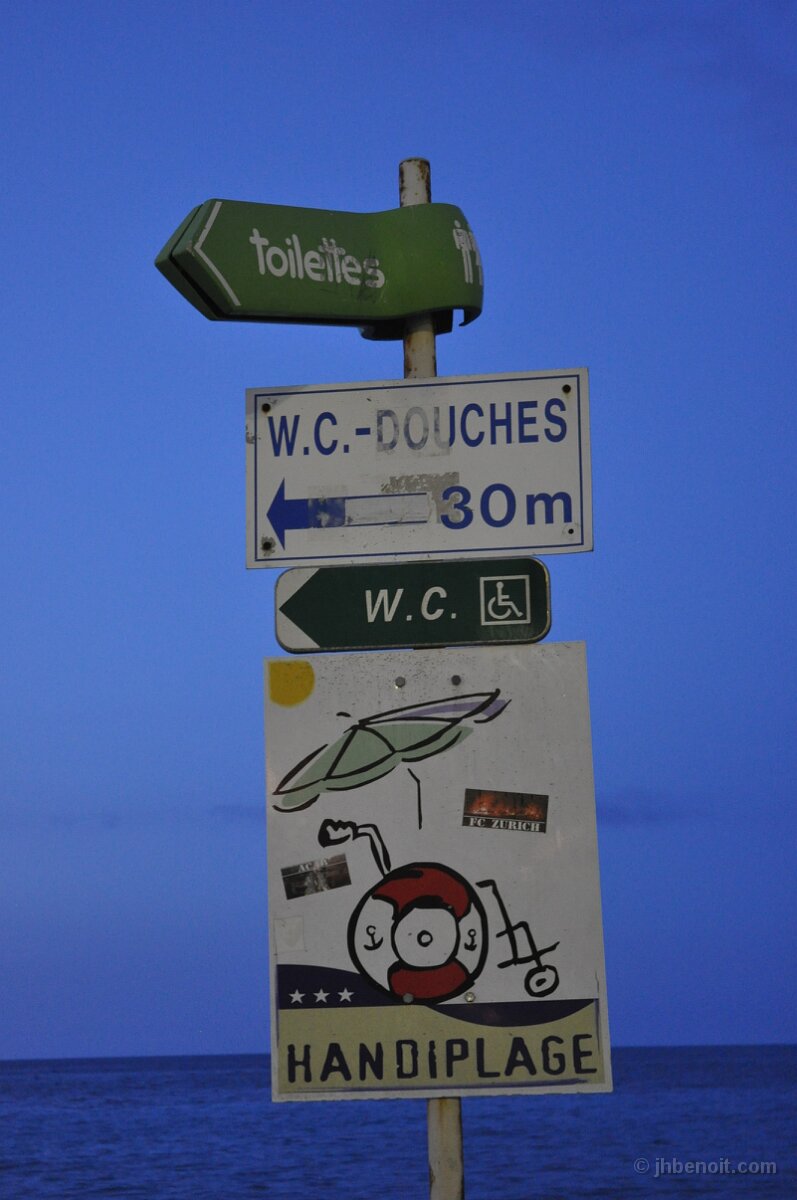 toilettes
W.C.-DOUCHES
30m
W.C.
FC ZURICH
HANDIPLAGE
© jhbenoit.com